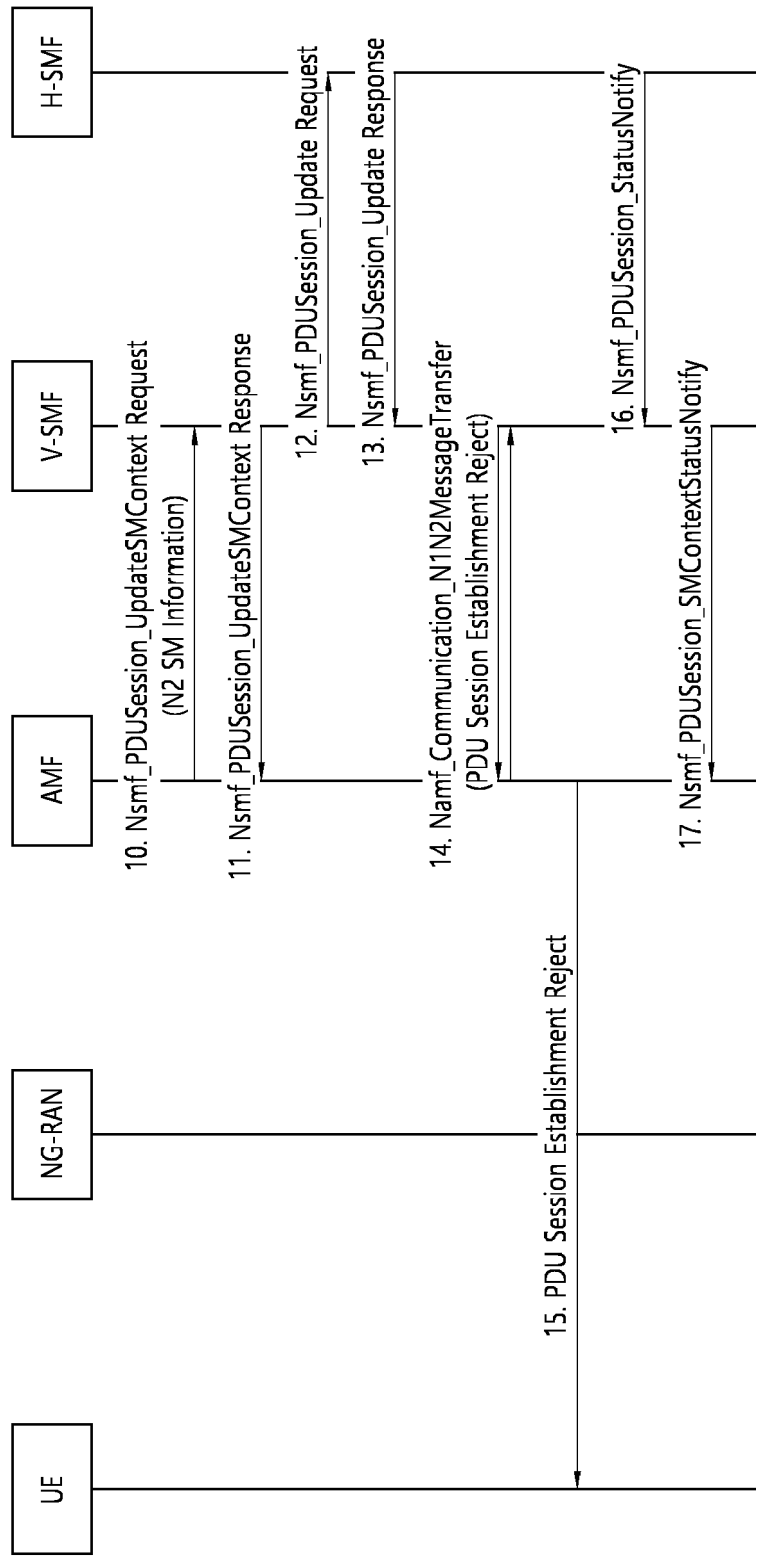 UE
NG-RAN
AMF
V-SMF
H-SMF
10. Nsmf_PDUSession_UpdateSMContext Request
(N2 SM Information)
11. Nsmf_PDUSession_UpdateSMContext Response
12. Nsmf_PDUSession_Update Request
13. Nsmf_PDUSession_Update Response
14. Namf_Communication_N1N2MessageTransfer
(PDU Session Establishment Reject)
15. PDU Session Establishment Reject
16. Nsmf_PDUSession_StatusNotify
17. Nsmf_PDUSession_SMContextStatusNotify